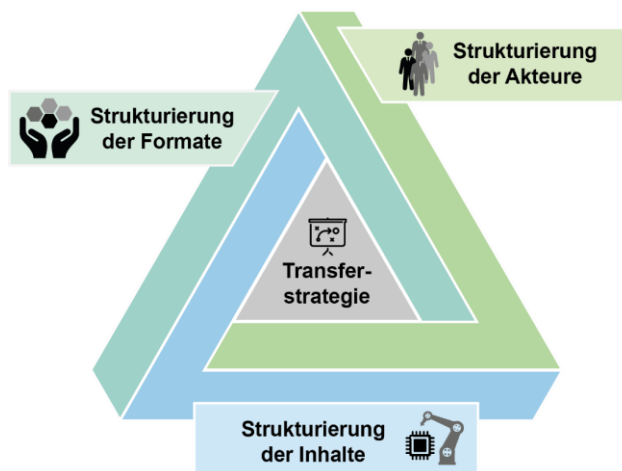 Strukturierung
der Akteure
Strukturierung
der Formate
Transfer-
strategie
Strukturierung
der Inhalte